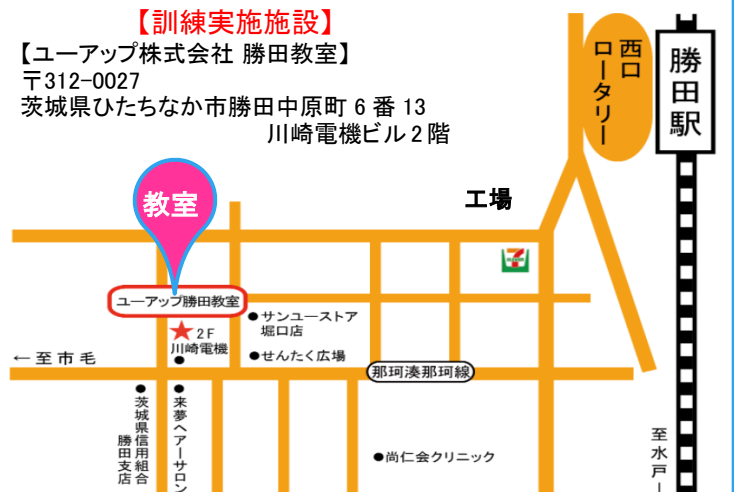 【訓練実施施設】
【ユーアップ株式会社 勝田教室】
〒312-0027
茨城県ひたちなか市勝田中原町 6 番 13
川崎電機ビル 2 階
西口
ロータリー
勝田駅
教室
工場
7
ユーアップ勝田教室
★2F
川崎電機
●サンユーストア
堀口店
●せんたく広場
←至市毛
那珂湊那珂線
●茨城県信用組合
勝田支店
●来夢ヘアーサロン
●尚仁会クリニック
至水戸